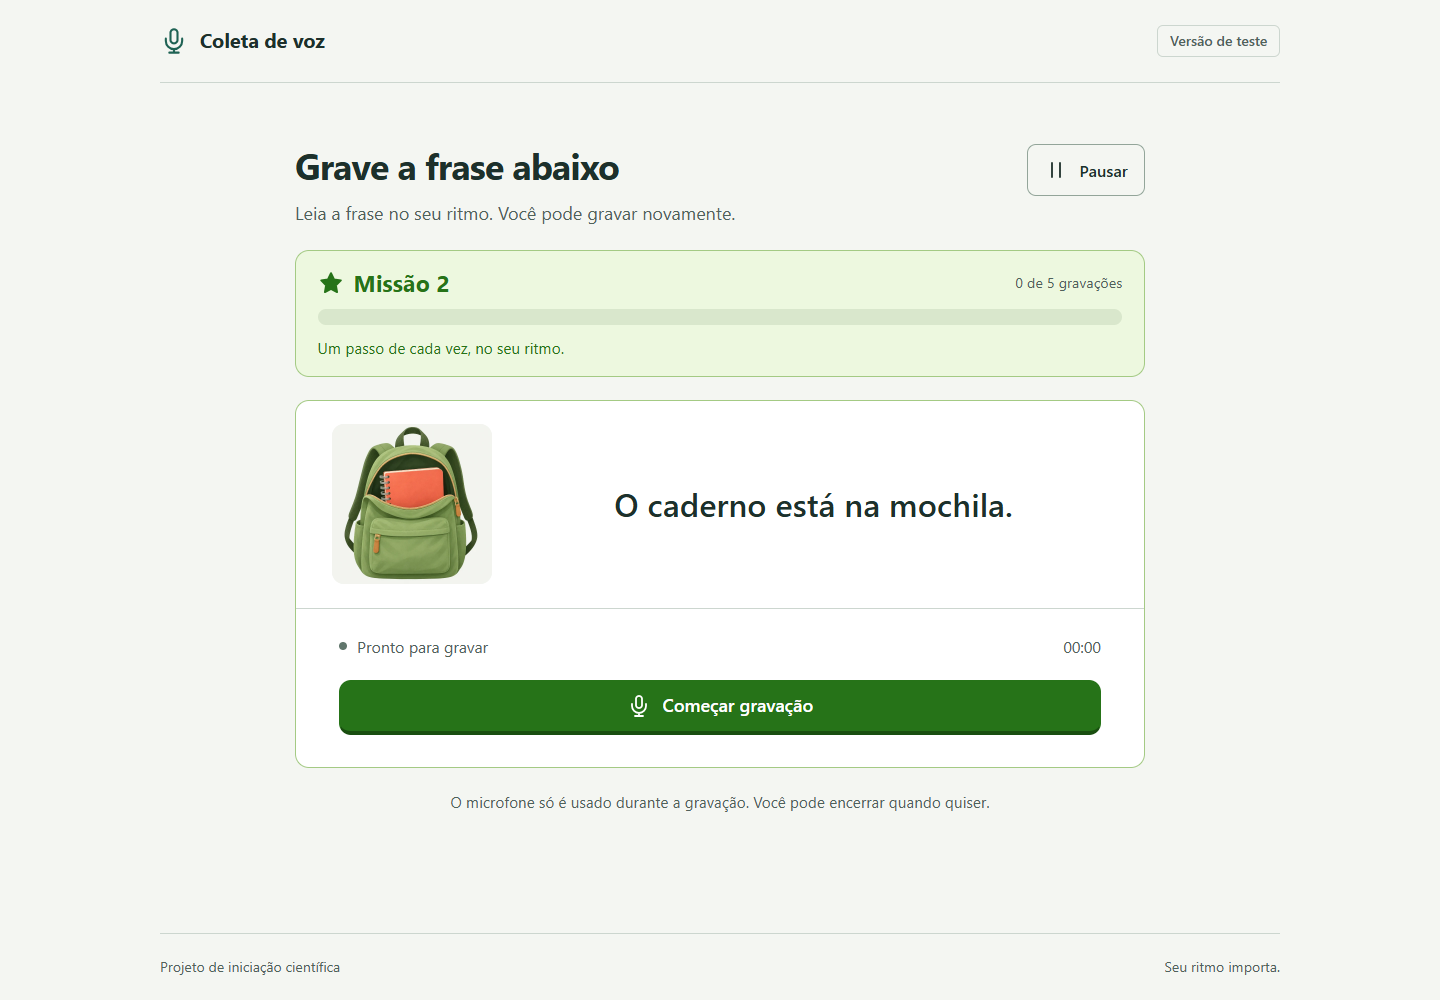 Coleta de voz
Versão de teste
Grave a frase abaixo
Pausar
Leia a frase no seu ritmo. Você pode gravar novamente.
Missão 2
0 de 5 gravações
Um passo de cada vez, no seu ritmo.
O caderno está na mochila.
Pronto para gravar
00:00
Começar gravação
O microfone só é usado durante a gravação. Você pode encerrar quando quiser.
Projeto de iniciação científica
Seu ritmo importa.